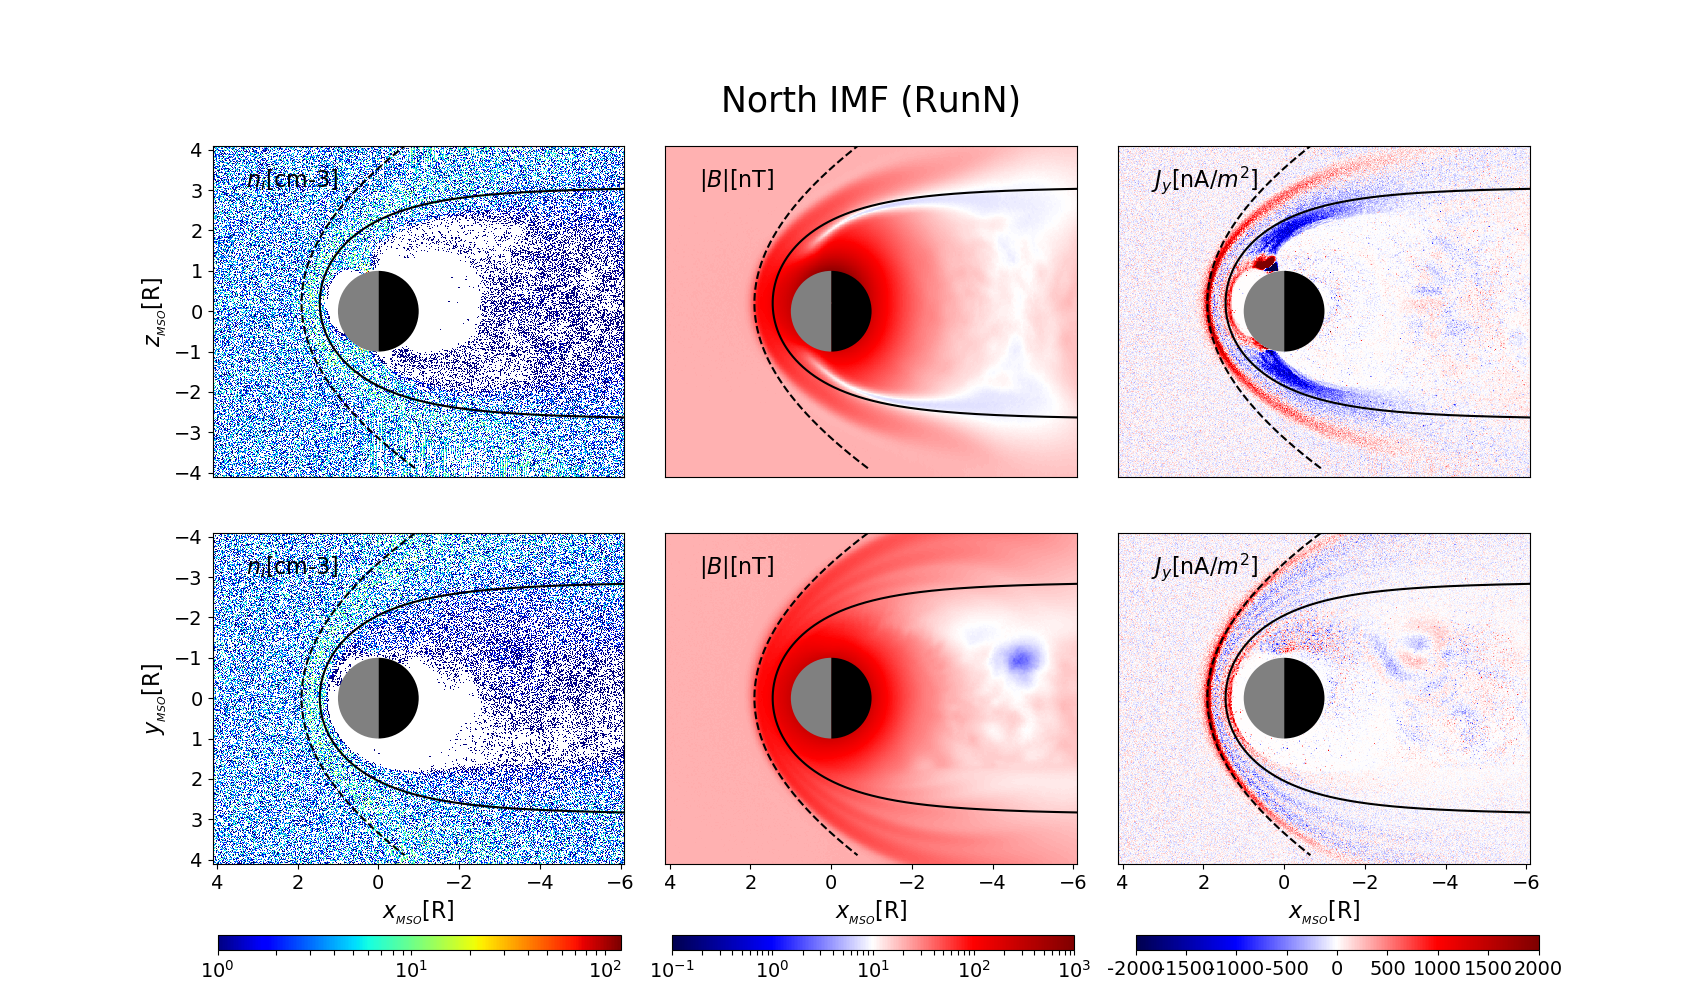 North IMF (RunN)
n_i[cm-3]
|B|[nT]
J_y[nA/m^2]
z_MSO[R]
4
3
2
1
0
−1
−2
−3
−4
n_i[cm-3]
|B|[nT]
J_y[nA/m^2]
y_MSO[R]
−4
−3
−2
−1
0
1
2
3
4
4 2 0 −2 −4 −6
4 2 0 −2 −4 −6
4 2 0 −2 −4 −6
x_MSO[R] x_MSO[R] x_MSO[R]
10^0 10^1 10^2
10^−1 10^0 10^1 10^2 10^3
-2000 -1500 -1000 -500 0 500 1000 1500 2000